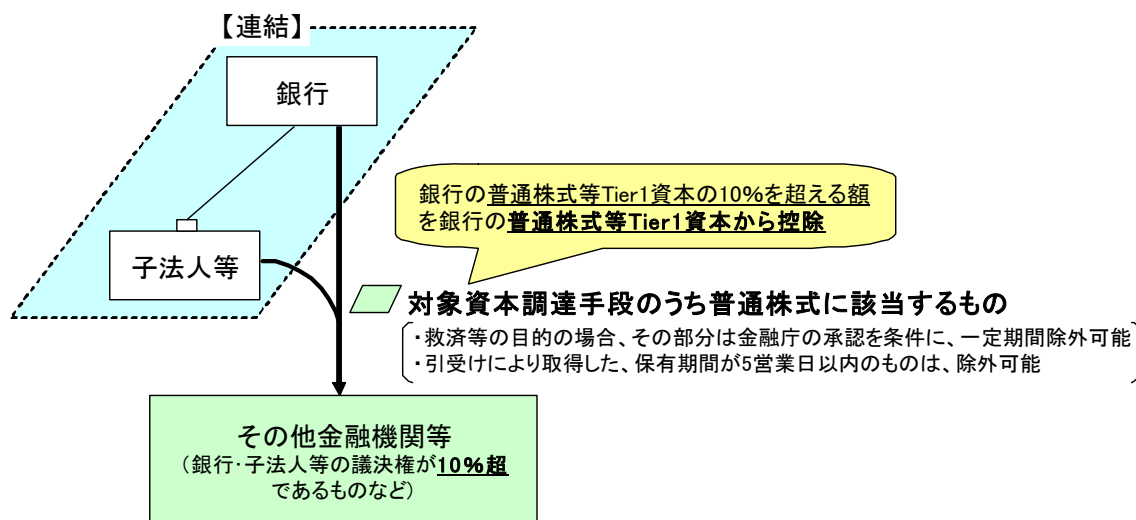 【連結】
銀行
銀行の普通株式等Tier1資本の10%を超える額
を銀行の普通株式等Tier1資本から控除
子法人等
対象資本調達手段のうち普通株式に該当するもの
・救済等の目的の場合、その部分は金融庁の承認を条件に、一定期間除外可能
・引受けにより取得した、保有期間が5営業日以内のものは、除外可能
その他金融機関等
（銀行・子法人等の議決権が10%超
であるものなど）